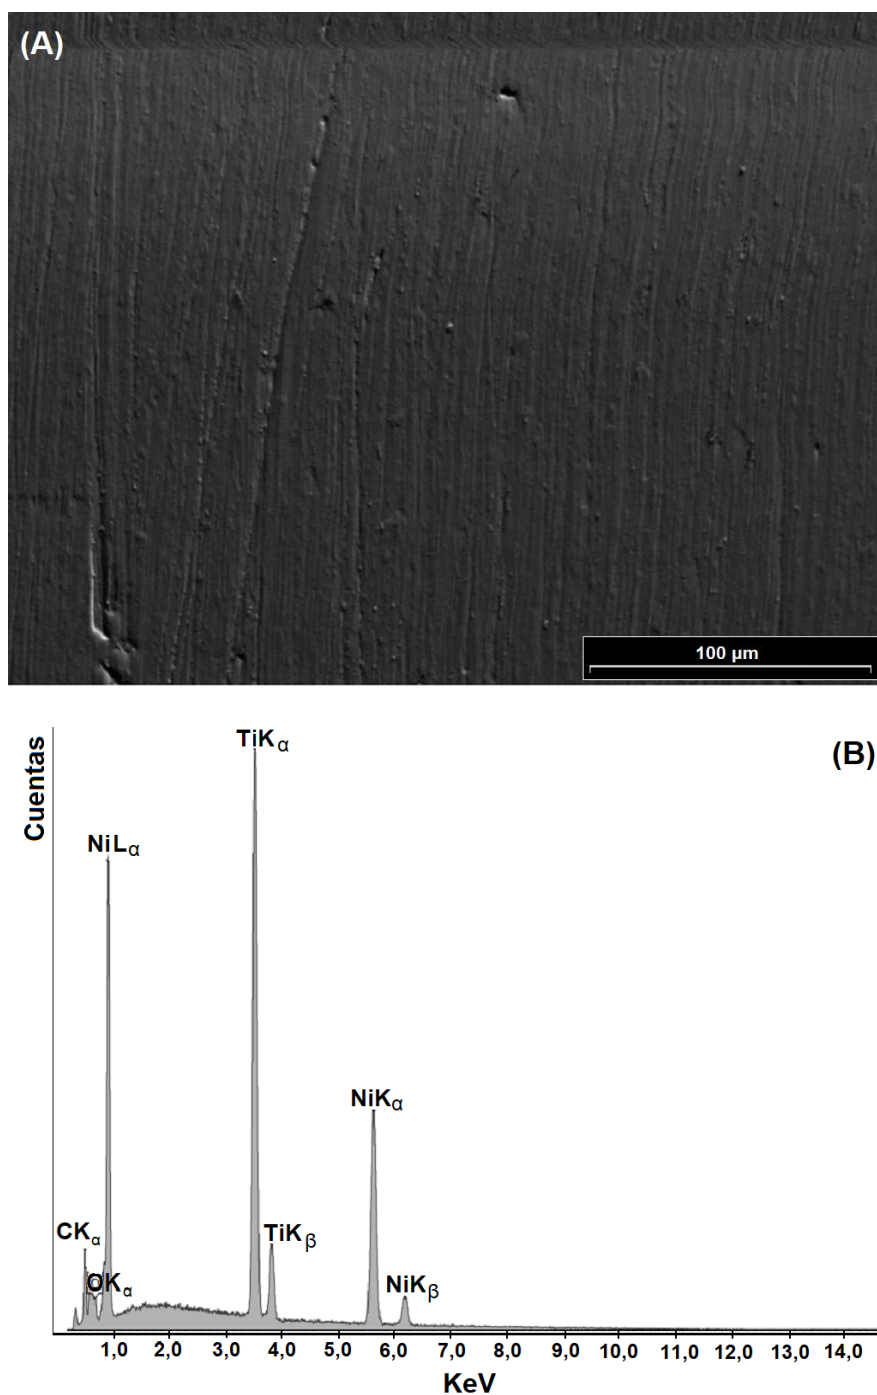 (A)
100 µm
(B)
Cuentas
TiKα
NiLα
NiKα
CKα
TiKβ
OKα
NiKβ
1,0 2,0 3,0 4,0 5,0 6,0 7,0 8,0 9,0 10,0 11,0 12,0 13,0 14,0
KeV